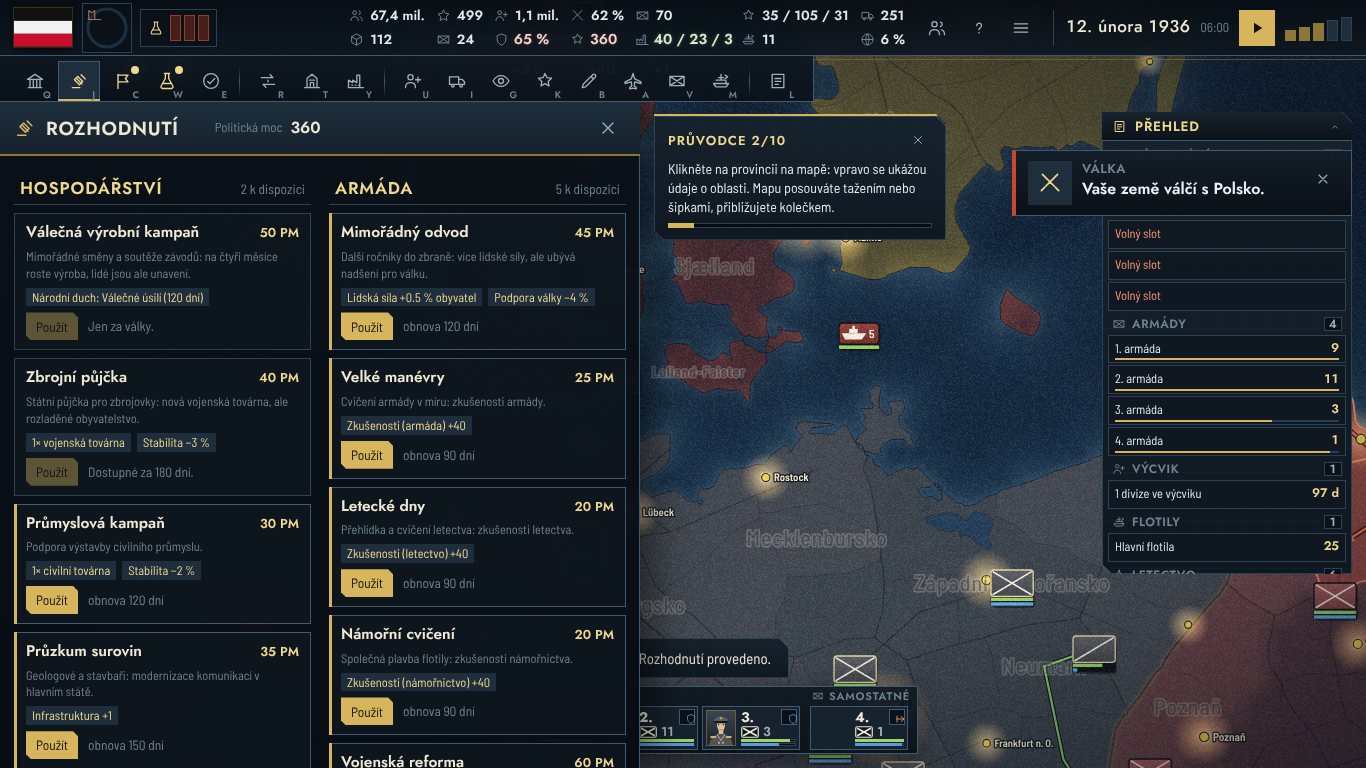 67,4 mil. 499 1,1 mil. 62 % 70 35 / 105 / 31 251
112 24 65 % 360 40 / 23 / 3 11 6 %
12. února 1936 06:00
Q I C W E R T Y U I G K B A V M L
ROZHODNUTÍ Politická moc 360
HOSPODÁŘSTVÍ 2 k dispozici
Válečná výrobní kampaň 50 PM
Mimořádné směny a soutěže závodů: na čtyři měsíce
roste výroba, lidé jsou ale unavení.
Národní duch: Válečné úsilí (120 dní)
Použít Jen za války.
Zbrojní půjčka 40 PM
Státní půjčka pro zbrojovky: nová vojenská továrna, ale
rozladěné obyvatelstvo.
1× vojenská továrna Stabilita −3 %
Použít Dostupné za 180 dní.
Průmyslová kampaň 30 PM
Podpora výstavby civilního průmyslu.
1× civilní továrna Stabilita −2 %
Použít obnova 120 dní
Průzkum surovin 35 PM
Geologové a stavbaři: modernizace komunikací v
hlavním státě.
Infrastruktura +1
Použít obnova 150 dní
ARMÁDA 5 k dispozici
Mimořádný odvod 45 PM
Další ročníky do zbraně: více lidské síly, ale ubývá
nadšení pro válku.
Lidská síla +0.5 % obyvatel Podpora války −4 %
Použít obnova 120 dní
Velké manévry 25 PM
Cvičení armády v míru: zkušenosti armády.
Zkušenosti (armáda) +40
Použít obnova 90 dní
Letecké dny 20 PM
Přehlídka a cvičení letectva: zkušenosti letectva.
Zkušenosti (letectvo) +40
Použít obnova 90 dní
Námořní cvičení 20 PM
Společná plavba flotily: zkušenosti námořnictva.
Zkušenosti (námořnictvo) +40
Použít obnova 90 dní
Vojenská reforma 60 PM
PRŮVODCE 2/10
Klikněte na provincii na mapě: vpravo se ukážou
údaje o oblasti. Mapu posouváte tažením nebo
šipkami, přibližujete kolečkem.
Sjælland
5
Lolland-Falster
Rostock
Lübeck
Mecklenbursko
Neumar
Poznaň
Poznaň
Frankfurt n. O.
Rozhodnutí provedeno.
SAMOSTATNÉ
2. 11
3. 3
4. 1
PŘEHLED
VÁLKA
Vaše země válčí s Polsko.
Volný slot
Volný slot
Volný slot
ARMÁDY 4
1. armáda 9
2. armáda 11
3. armáda 3
4. armáda 1
VÝCVIK 1
1 divize ve výcviku 97 d
FLOTILY 1
Hlavní flotila 25